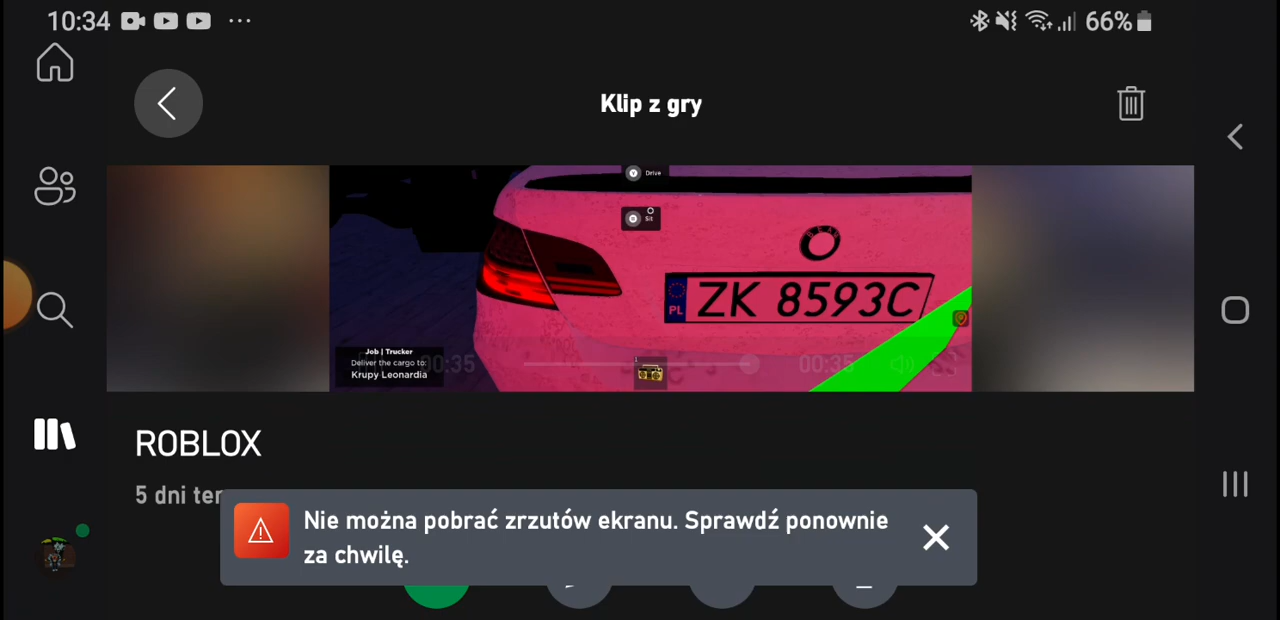 10:34
66%
Klip z gry
Drive
Sit
PL ZK 8593C
Job | Trucker
Deliver the cargo to:
Krupy Leonardia
00:35
00:35
ROBLOX
5 dni
Nie można pobrać zrzutów ekranu. Sprawdź ponownie
za chwilę.